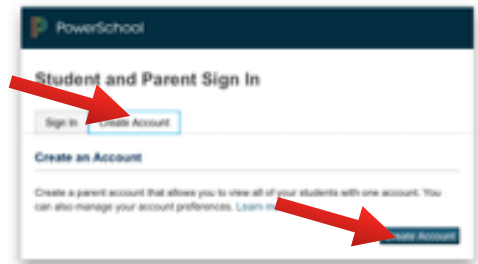 PowerSchool
Student and Parent Sign In
Sign In Create Account
Create an Account
Create a parent account that allows you to view all of your students with one account. You
can also manage your account preferences. Learn
Create Account